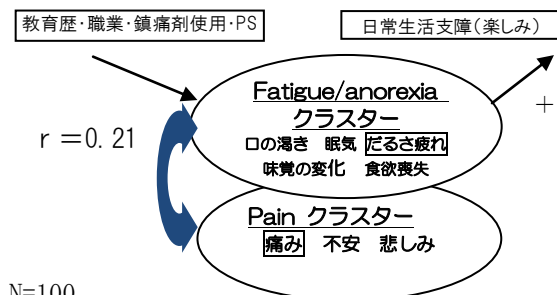 教育歴・職業・鎮痛剤使用・PS
日常生活支障(楽しみ)
Fatigue/anorexia
クラスター
口の渇き 眠気 だるさ疲れ
味覚の変化 食欲喪失
+
r=0.21
Pain クラスター
痛み 不安 悲しみ
N=100